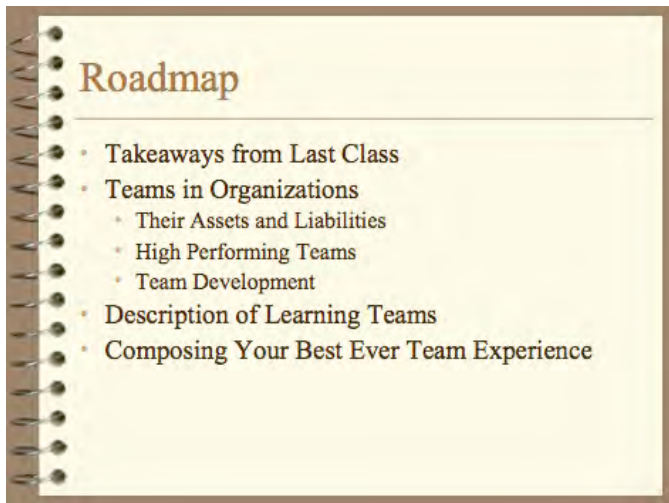 Roadmap
Takeaways from Last Class
Teams in Organizations
Their Assets and Liabilities
High Performing Teams
Team Development
Description of Learning Teams
Composing Your Best Ever Team Experience